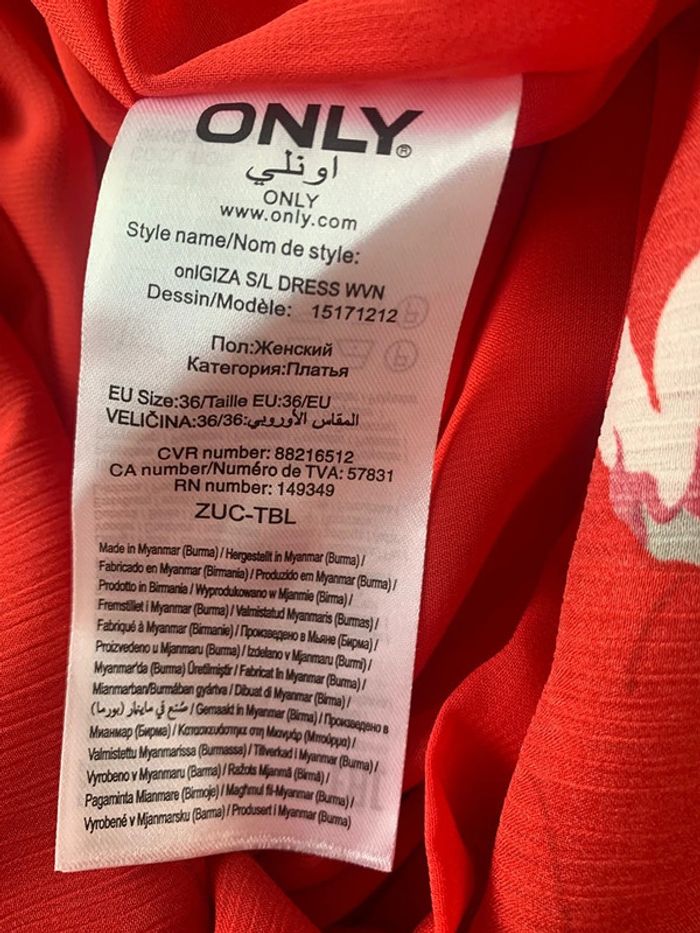 ONLY®
اونلي
ONLY
www.only.com
Style name/Nom de style:
onlGIZA S/L DRESS WVN
Dessin/Modèle: 15171212
Пол:Женский
Категория:Платья
EU Size:36/Taille EU:36/EU
VELIČINA:36/36:المقاس الأوروبي
CVR number: 88216512
CA number/Numéro de TVA: 57831
RN number: 149349
ZUC-TBL
Made in Myanmar (Burma) / Hergestellt in Myanmar (Burma) /
Fabricado en Myanmar (Birmania) / Produzido em Myanmar (Burma) /
Prodotto in Birmania / Wyprodukowano w Mjanmie (Birma) /
Fremstillet i Myanmar (Burma) / Valmistatud Myanmaris (Burmas) /
Fabriqué à Myanmar (Birmanie) / Произведено в Мьяне (Бирма) /
Proizvedeno u Mjanmaru (Burmi) / Izdelano v Mjanmaru (Burmi) /
Myanmar'da (Burma) Üretilmiştir / Fabricat în Myanmar (Burma) /
Mianmarban/Burmában gyártva / Dibuat di Myanmar (Birma) /
صُنع في ماينمار (بورما) / Gemaakt in Myanmar (Birma) / Произведено в
Мианмар (Бирма) / Κατασκευάστηκε στη Μιανμάρ (Μπούρμα) /
Valmistettu Myanmarissa (Burmassa) / Tillverkad i Myanmar (Burma) /
Vyrobeno v Myanmaru (Barma) / Ražots Mjanmā (Birmā) /
Pagaminta Mianmare (Birmoje) / Magħmul fil-Myanmar (Burma) /
Vyrobené v Mjanmarsku (Barma) / Produsert i Myanmar (Burma)